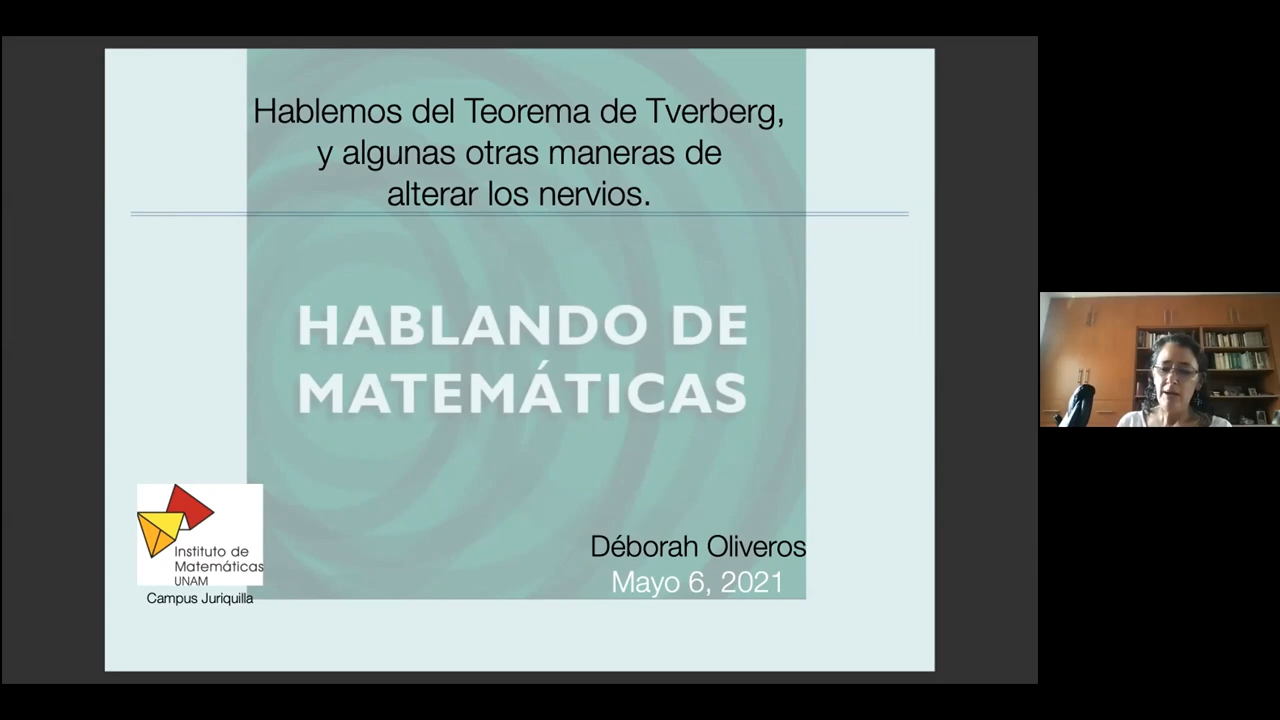 Hablemos del Teorema de Tverberg,
y algunas otras maneras de
alterar los nervios.
HABLANDO DE
MATEMÁTICAS
Instituto de
Matemáticas
UNAM
Campus Juriquilla
Déborah Oliveros
Mayo 6, 2021